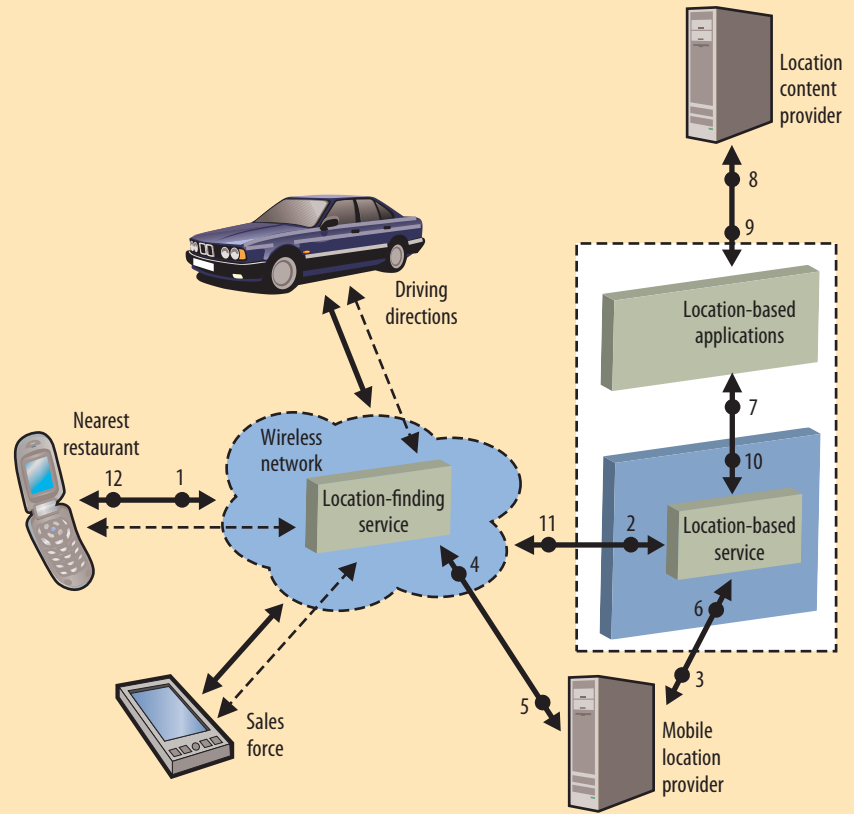 Location
content
provider
8
9
Location-based
applications
7
10
Driving
directions
Nearest
restaurant
12
1
Wireless
network
Location-finding
service
11
2
Location-based
service
4
6
3
5
Sales
force
Mobile
location
provider